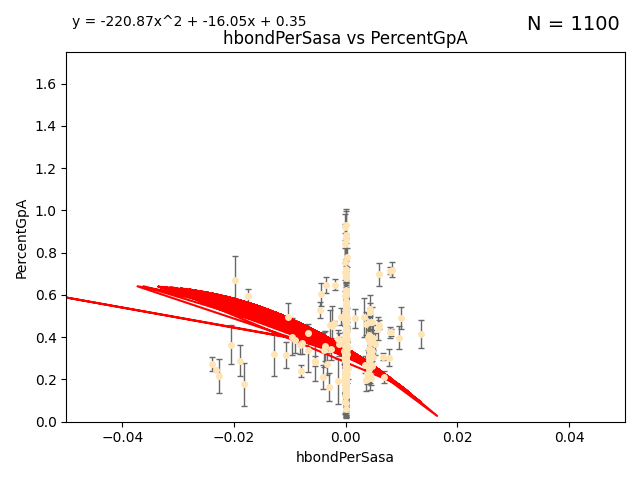 y = -220.87x^2 + -16.05x + 0.35
N = 1100
hbondPerSasa vs PercentGpA
PercentGpA
1.6
1.4
1.2
1.0
0.8
0.6
0.4
0.2
0.0
−0.04
−0.02
0.00
0.02
0.04
hbondPerSasa